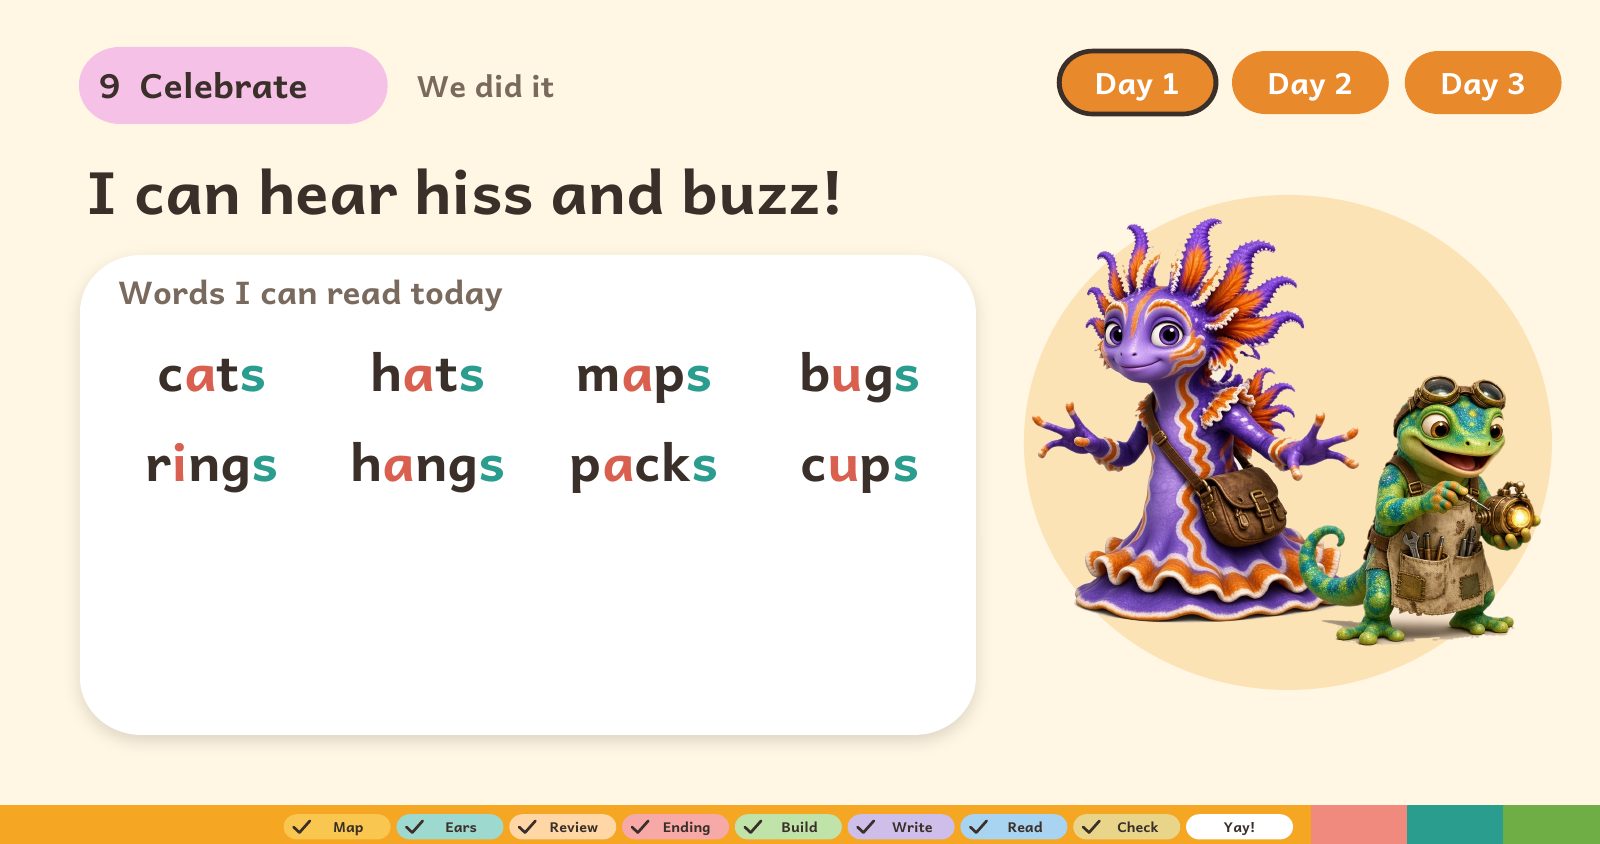 9 Celebrate
We did it
Day 1 Day 2 Day 3
I can hear hiss and buzz!
Words I can read today
cats hats maps bugs
rings hangs packs cups
Map Ears Review Ending Build Write Read Check Yay!